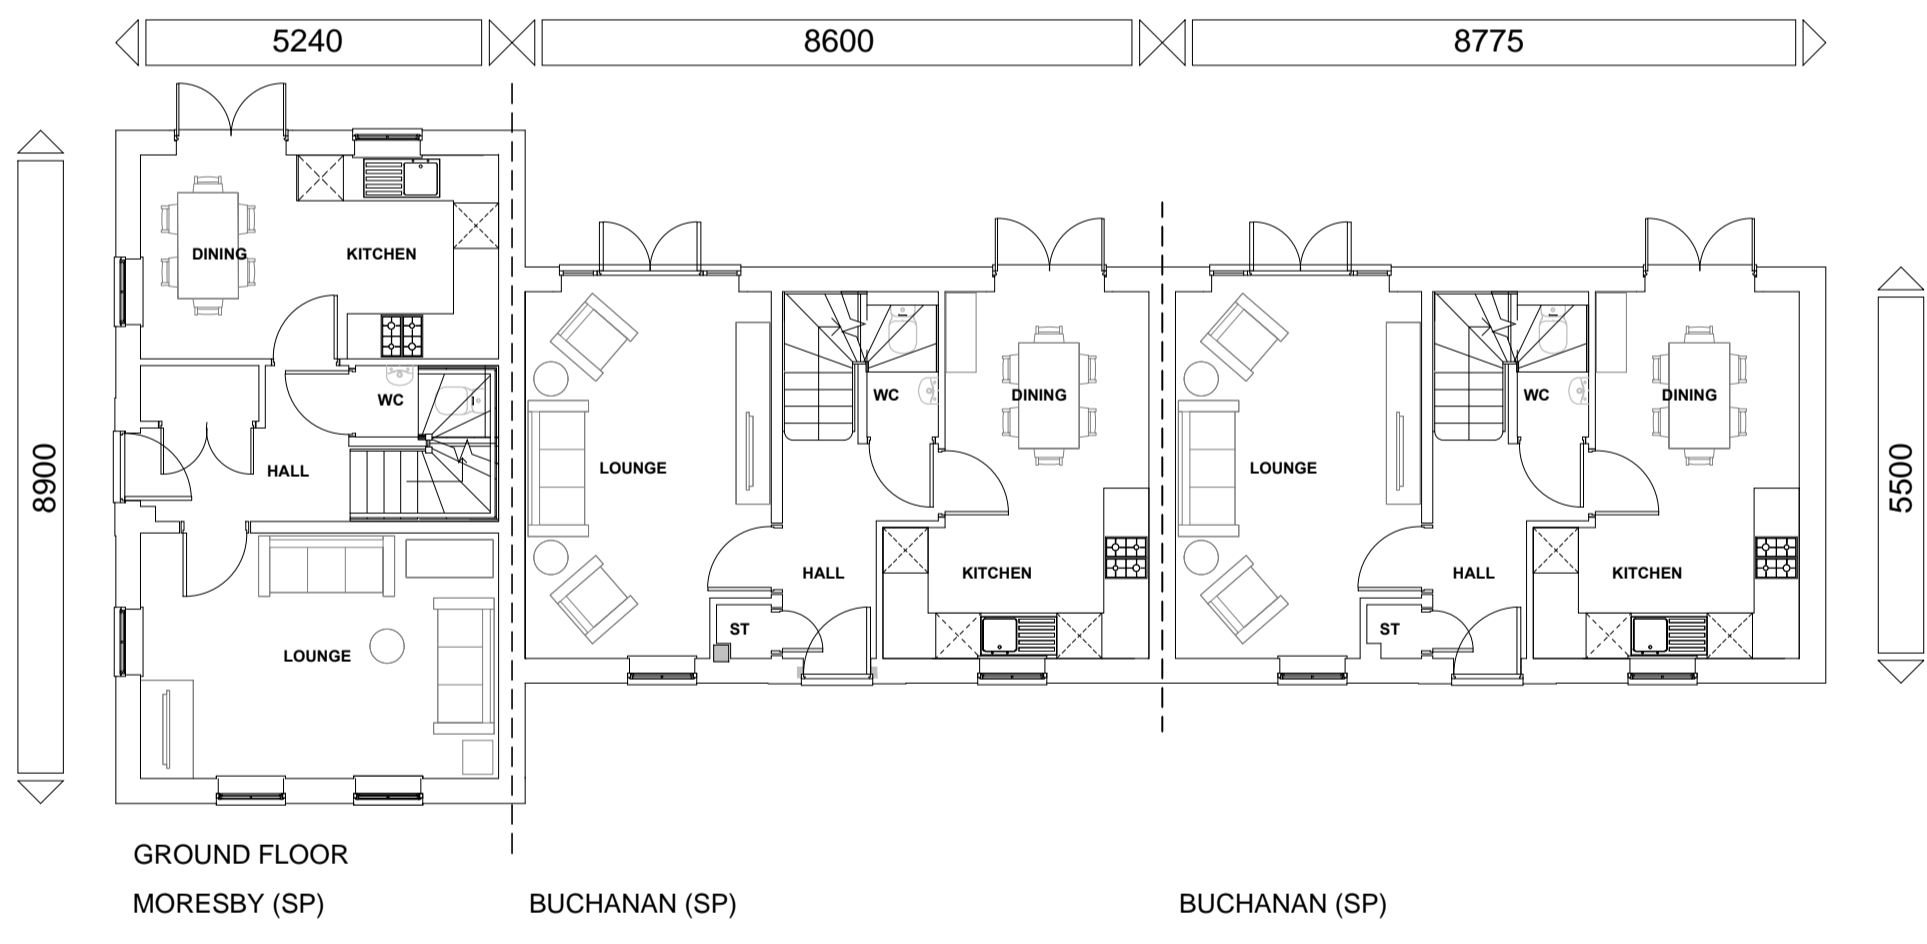 5240 8600 8775
8900
5500
DINING KITCHEN
WC
HALL
LOUNGE
LOUNGE
WC
DINING
HALL
KITCHEN
ST
LOUNGE
WC
DINING
HALL
KITCHEN
ST
GROUND FLOOR
MORESBY (SP) BUCHANAN (SP) BUCHANAN (SP)